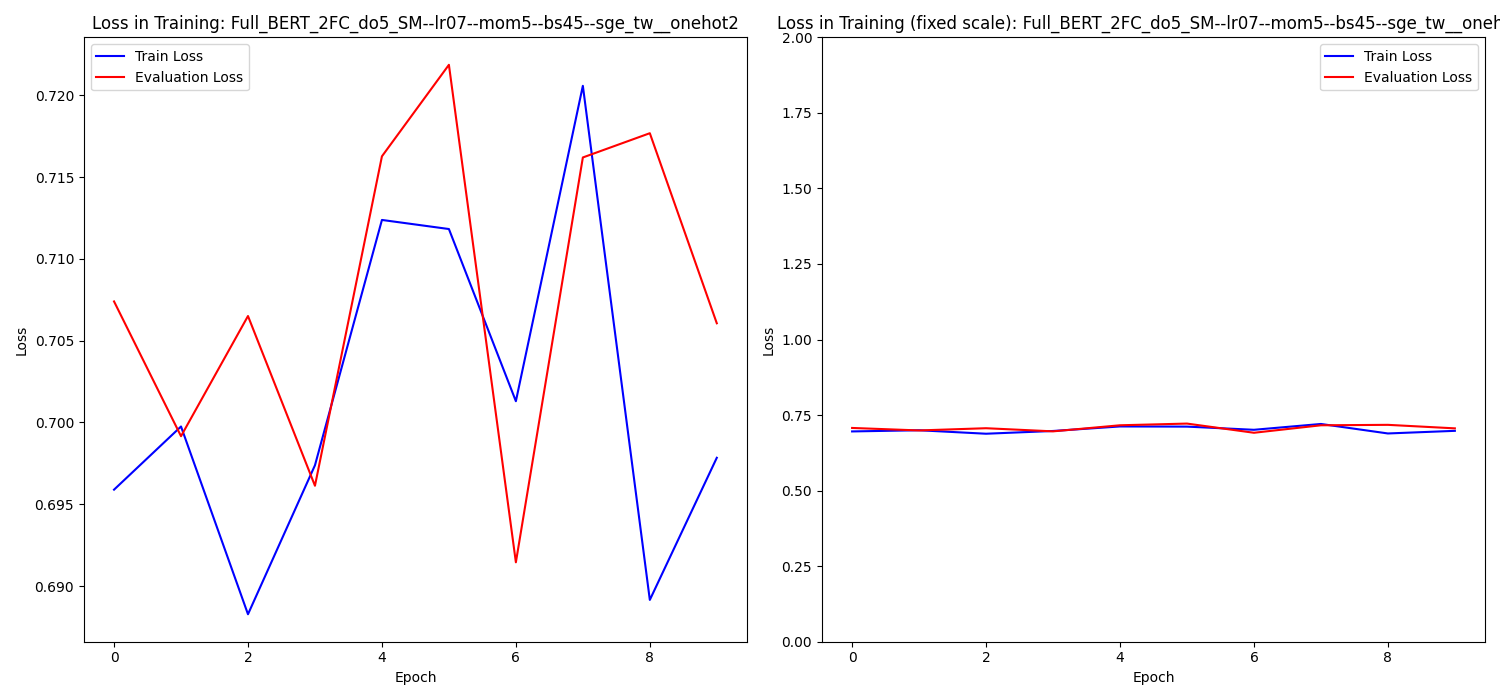 Loss in Training: Full_BERT_2FC_do5_SM--lr07--mom5--bs45--sge_tw__onehot2
Train Loss
Evaluation Loss
0.720
0.715
0.710
0.705
0.700
0.695
0.690
Loss
0 2 4 6 8
Epoch
Loss in Training (fixed scale): Full_BERT_2FC_do5_SM--lr07--mom5--bs45--sge_tw__oneh
Train Loss
Evaluation Loss
2.00
1.75
1.50
1.25
1.00
0.75
0.50
0.25
0.00
Loss
0 2 4 6 8
Epoch